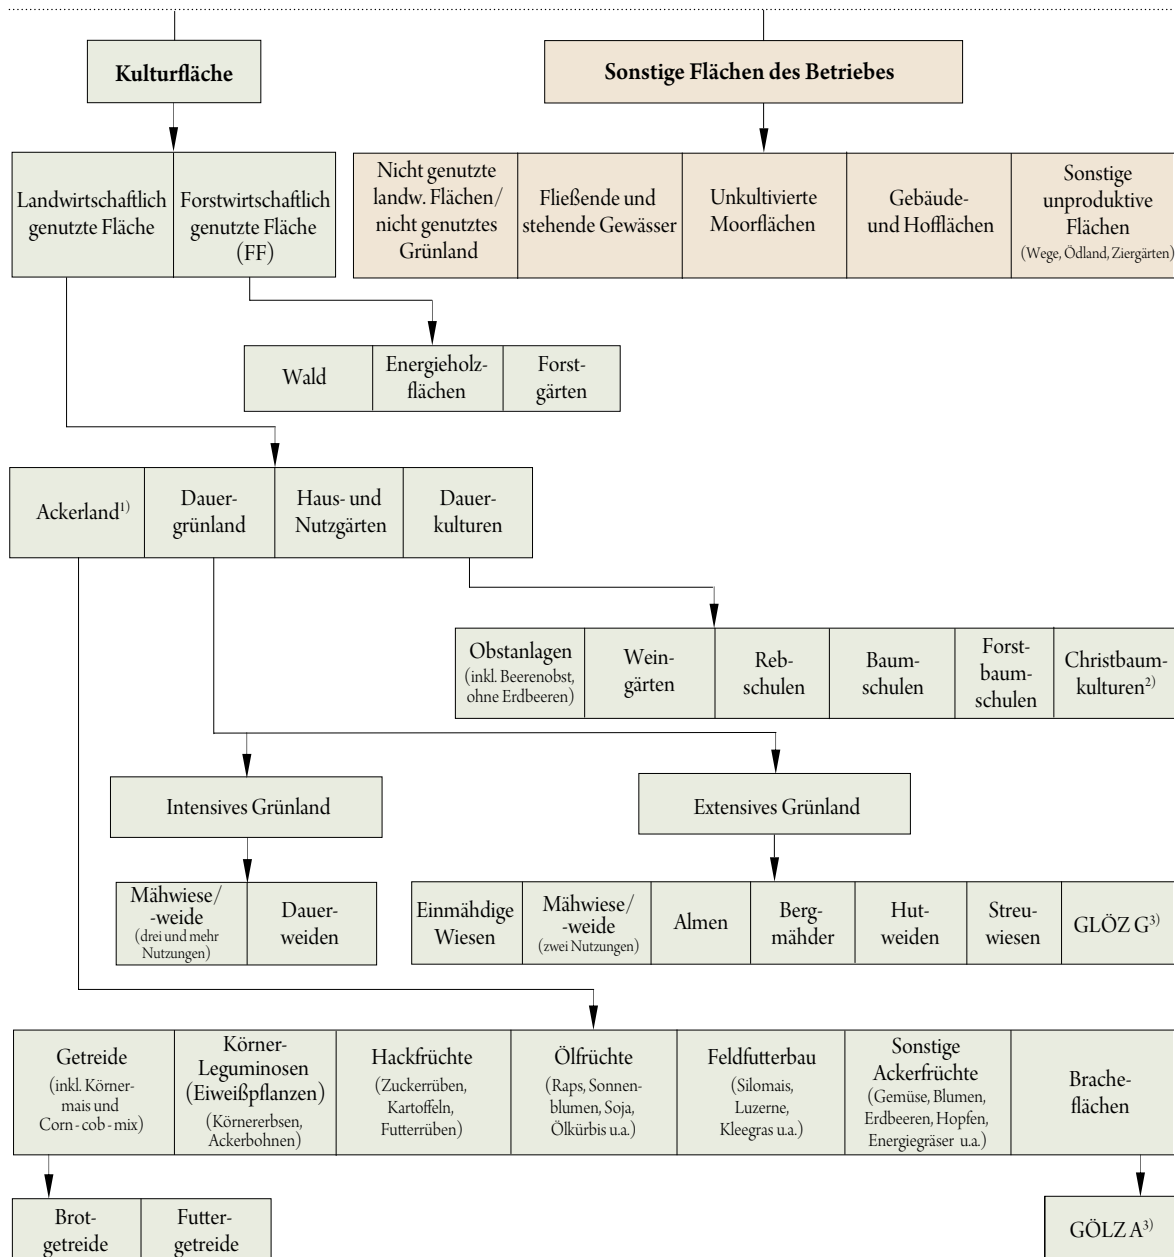 Kulturfläche
Sonstige Flächen des Betriebes
Landwirtschaftlich
genutzte Fläche
Forstwirtschaftlich
genutzte Fläche
(FF)
Nicht genutzte
landw. Flächen/
nicht genutztes
Grünland
Fließende und
stehende Gewässer
Unkultivierte
Moorflächen
Gebäude-
und Hofflächen
Sonstige
unproduktive
Flächen
(Wege, Ödland, Ziergärten)
Wald
Energieholz-
flächen
Forst-
gärten
Ackerland1)
Dauer-
grünland
Haus- und
Nutzgärten
Dauer-
kulturen
Obstanlagen
(inkl. Beerenobst,
ohne Erdbeeren)
Wein-
gärten
Reb-
schulen
Baum-
schulen
Forst-
baum-
schulen
Christbaum-
kulturen2)
Intensives Grünland
Extensives Grünland
Mähwiese/
-weide
(drei und mehr
Nutzungen)
Dauer-
weiden
Einmähdige
Wiesen
Mähwiese/
-weide
(zwei Nutzungen)
Almen
Berg-
mähder
Hut-
weiden
Streu-
wiesen
GLÖZ G3)
Getreide
(inkl. Körner-
mais und
Corn-cob-mix)
Körner-
Leguminosen
(Eiweißpflanzen)
(Körnererbsen,
Ackerbohnen)
Hackfrüchte
(Zuckerrüben,
Kartoffeln,
Futterrüben)
Ölfrüchte
(Raps, Sonnen-
blumen, Soja,
Ölkürbis u.a.)
Feldfutterbau
(Silomais,
Luzerne,
Kleegras u.a.)
Sonstige
Ackerfrüchte
(Gemüse, Blumen,
Erdbeeren, Hopfen,
Energiegräser u.a.)
Brache-
flächen
Brot-
getreide
Futter-
getreide
GÖLZ A3)